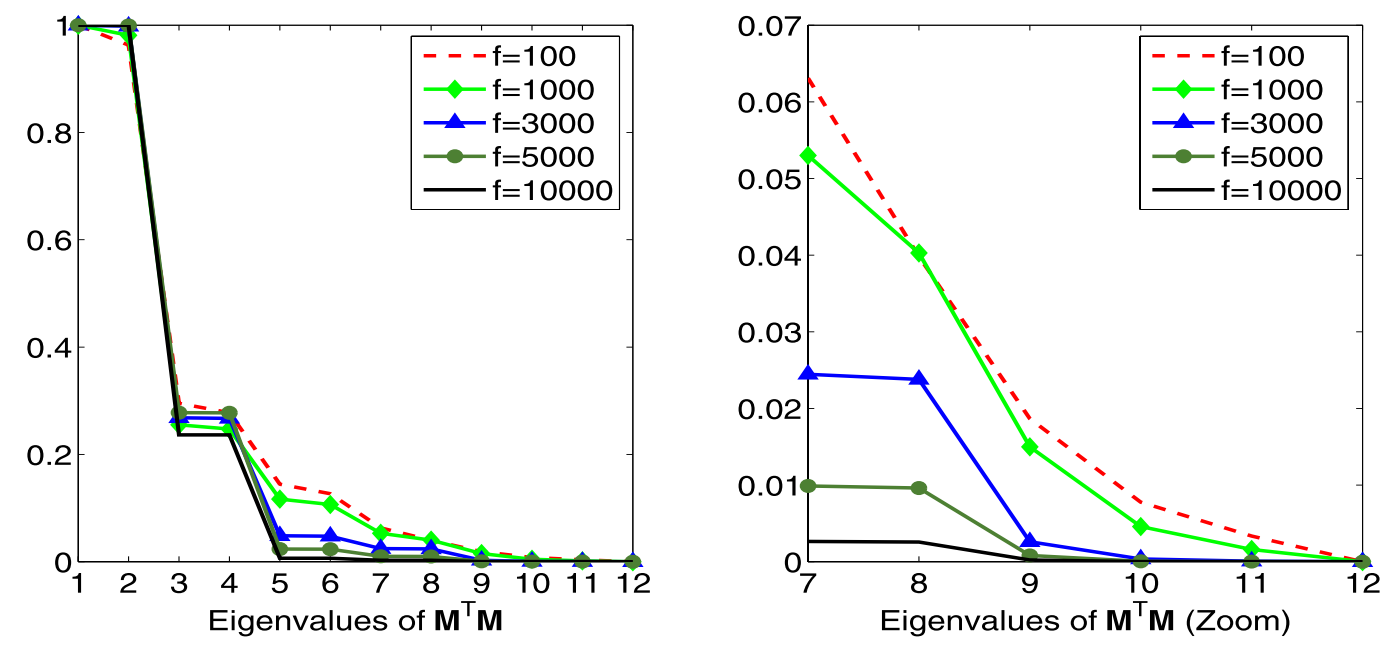 1
0.8
0.6
0.4
0.2
0
1 2 3 4 5 6 7 8 9 10 11 12
Eigenvalues of MᵀM
f=100
f=1000
f=3000
f=5000
f=10000
0.07
0.06
0.05
0.04
0.03
0.02
0.01
0
7 8 9 10 11 12
Eigenvalues of MᵀM (Zoom)
f=100
f=1000
f=3000
f=5000
f=10000